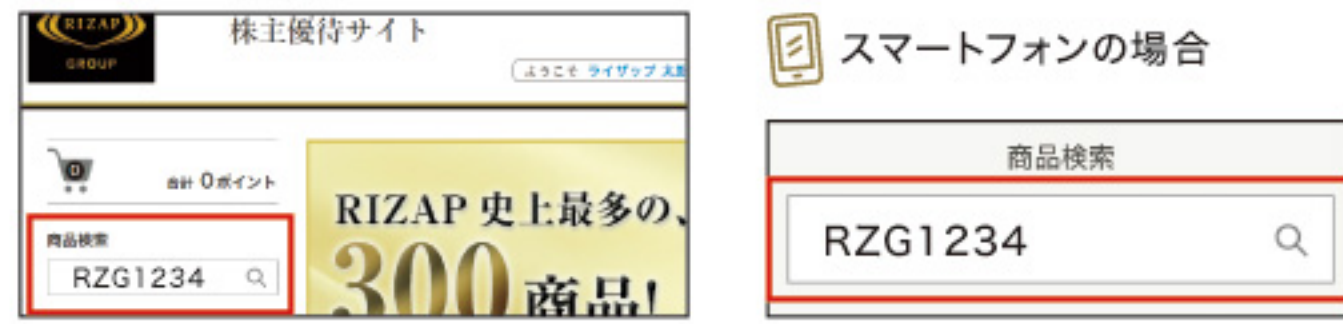 RIZAP
GROUP
株主優待サイト
ようこそ ライザップ 太郎
0
合計 0ポイント
商品検索
RZG1234
RIZAP 史上最多の、
300 商品!
スマートフォンの場合
商品検索
RZG1234